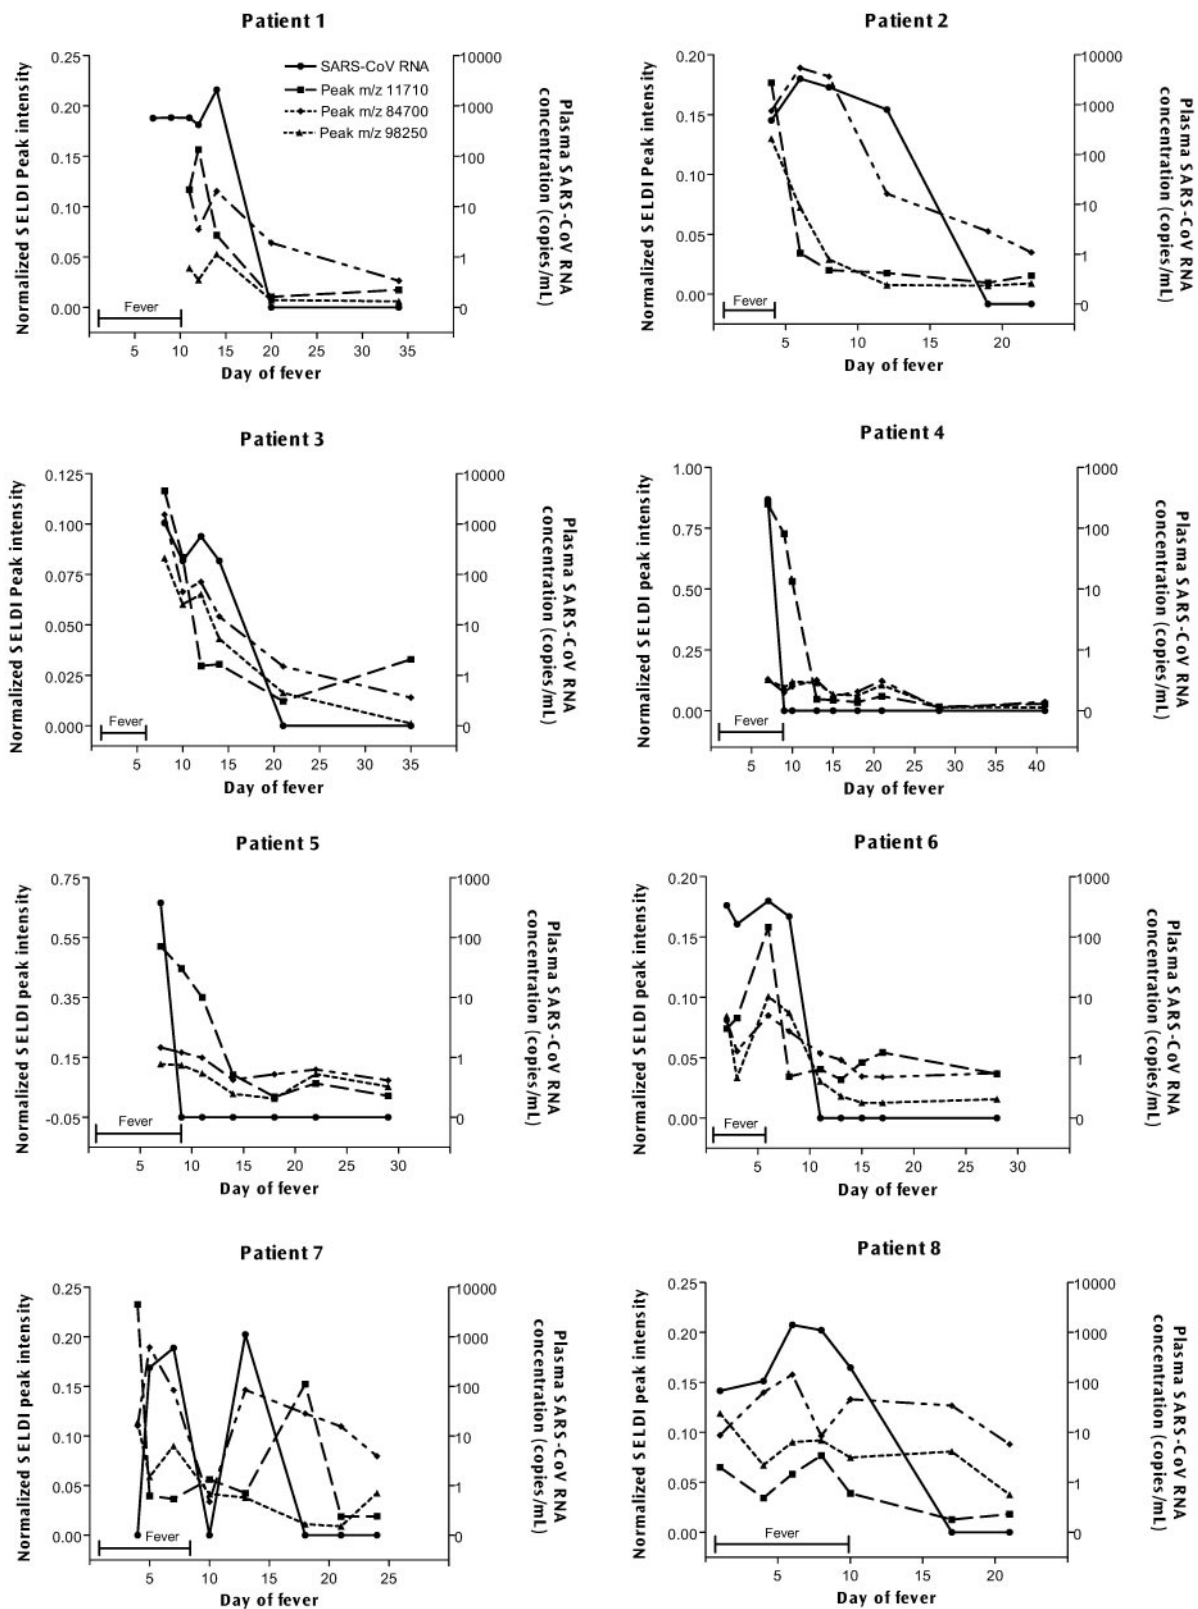 Patient 1
Normalized SELDI Peak intensity
0.25
0.20
0.15
0.10
0.05
0.00
SARS-CoV RNA
Peak m/z 11710
Peak m/z 84700
Peak m/z 98250
10000
1000
100
10
1
0
Plasma SARS-CoV RNA
concentration (copies/mL)
Fever
5 10 15 20 25 30 35
Day of fever
Patient 2
Normalized SELDI Peak intensity
0.20
0.15
0.10
0.05
0.00
10000
1000
100
10
1
0
Plasma SARS-CoV RNA
concentration (copies/mL)
Fever
5 10 15 20
Day of fever
Patient 3
Normalized SELDI Peak intensity
0.125
0.100
0.075
0.050
0.025
0.000
10000
1000
100
10
1
0
Plasma SARS-CoV RNA
concentration (copies/mL)
Fever
5 10 15 20 25 30 35
Day of fever
Patient 4
Normalized SELDI peak intensity
1.00
0.75
0.50
0.25
0.00
1000
100
10
1
0
Plasma SARS-CoV RNA
concentration (copies/mL)
Fever
5 10 15 20 25 30 35 40
Day of fever
Patient 5
Normalized SELDI peak intensity
0.75
0.55
0.35
0.15
-0.05
1000
100
10
1
0
Plasma SARS-CoV RNA
concentration (copies/mL)
Fever
5 10 15 20 25 30
Day of fever
Patient 6
Normalized SELDI peak intensity
0.20
0.15
0.10
0.05
0.00
1000
100
10
1
0
Plasma SARS-CoV RNA
concentration (copies/mL)
Fever
5 10 15 20 25 30
Day of fever
Patient 7
Normalized SELDI peak intensity
0.25
0.20
0.15
0.10
0.05
0.00
10000
1000
100
10
1
0
Plasma SARS-CoV RNA
concentration (copies/mL)
Fever
5 10 15 20 25
Day of fever
Patient 8
Normalized SELDI peak intensity
0.25
0.20
0.15
0.10
0.05
0.00
10000
1000
100
10
1
0
Plasma SARS-CoV RNA
concentration (copies/mL)
Fever
5 10 15 20
Day of fever